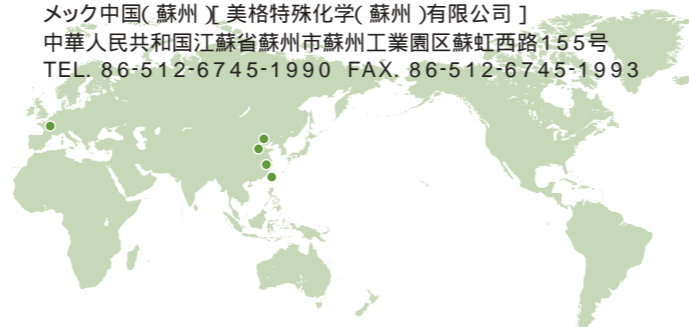 メック中国(蘇州)[美格特殊化学(蘇州)有限公司]
中華人民共和国江蘇省蘇州市蘇州工業園区蘇虹西路155号
TEL. 86-512-6745-1990 FAX. 86-512-6745-1993